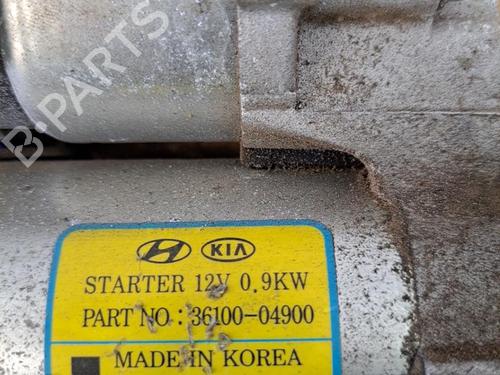 B-PARTS
KIA
STARTER 12V 0.9KW
PART NO : 36100-04900
MADE IN KOREA